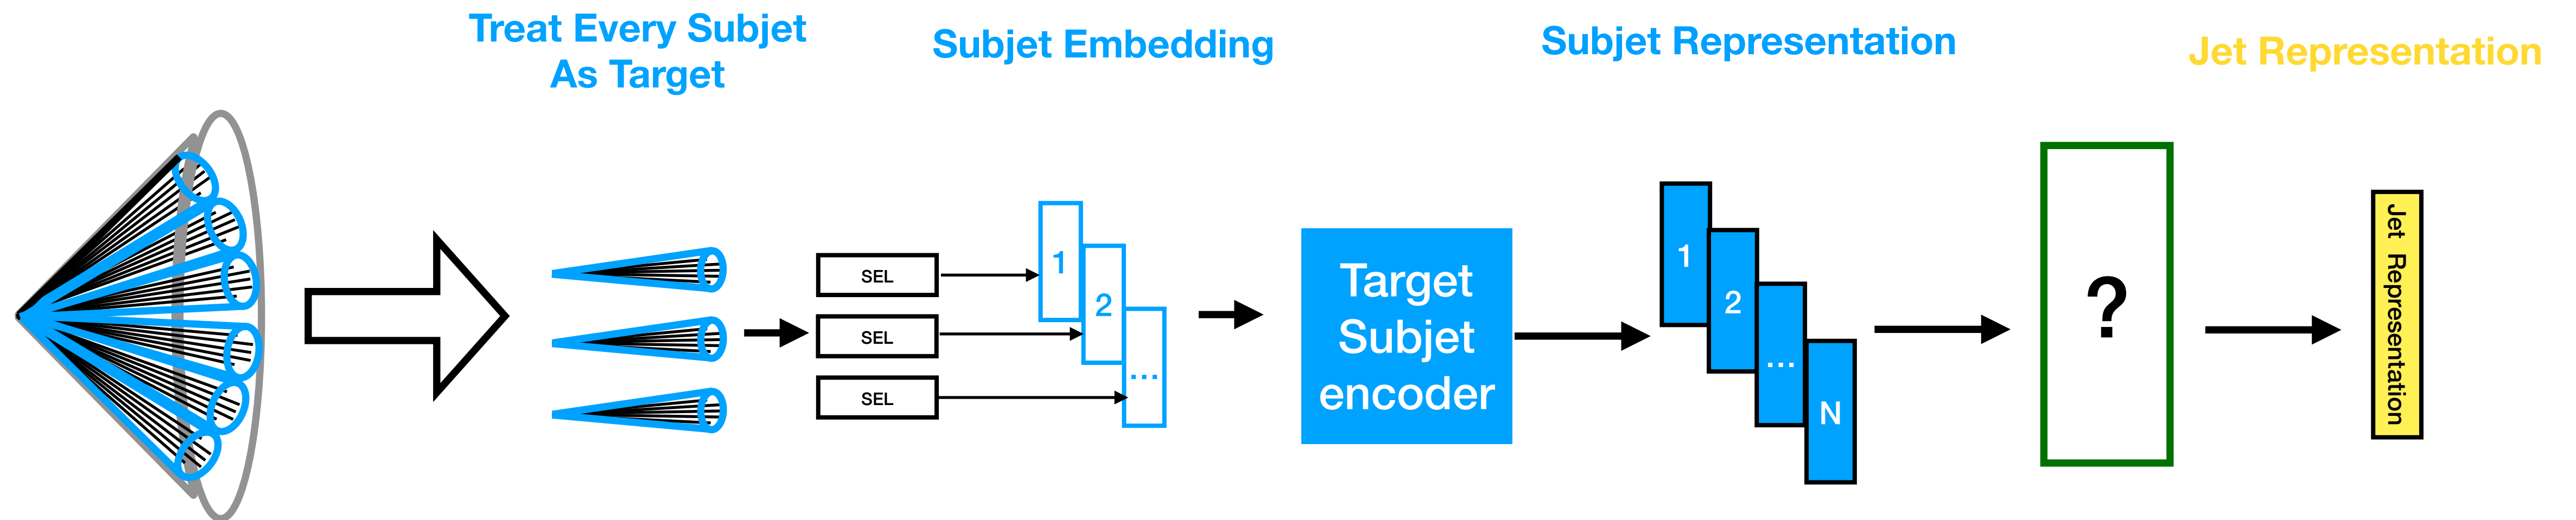 Treat Every Subjet
As Target
Subjet Embedding
Subjet Representation
Jet Representation
SEL
SEL
SEL
1
2
...
Target
Subjet
encoder
1
2
...
N
?
Jet Representation